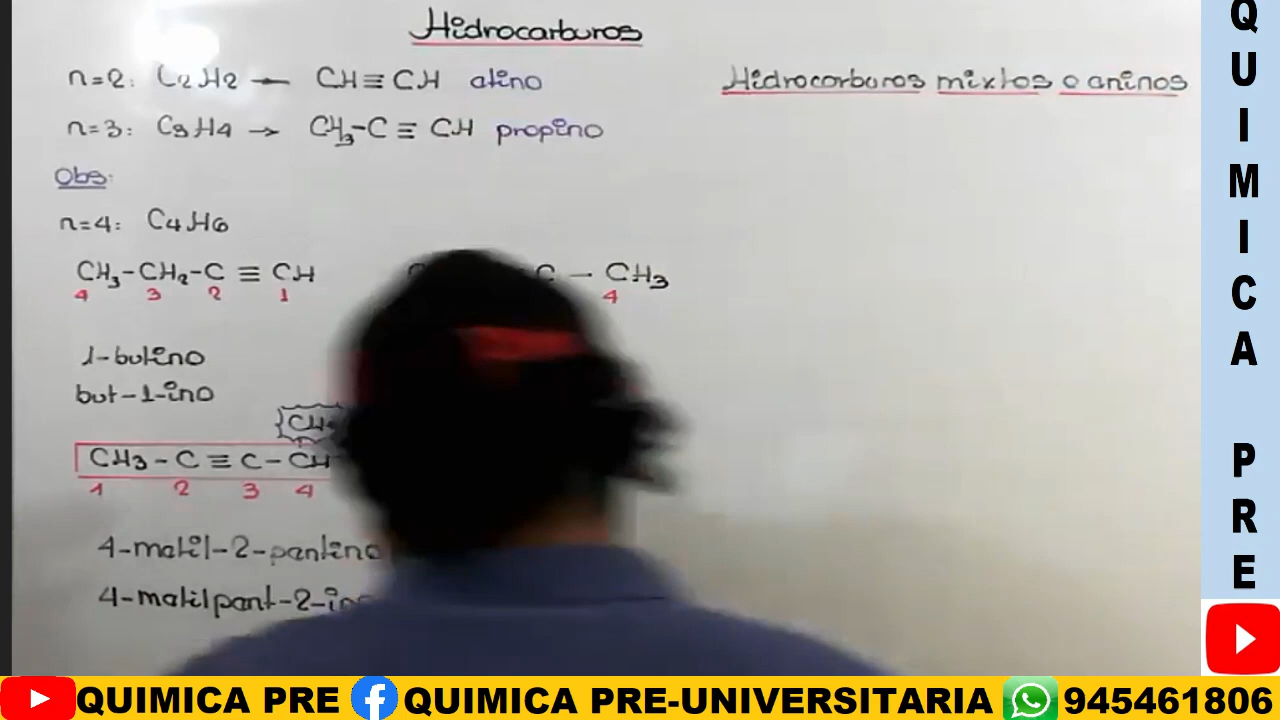 Hidrocarburos
n=2: C2H2 → CH≡CH etino
n=3: C3H4 → CH3-C≡CH propino
Obs:
n=4: C4H6
CH3-CH2-C≡CH
4 3 2 1
C - CH3
4
1-butino
but-1-ino
CH3-C≡C-CH
1 2 3 4
4-metil-2-pentino
4-metilpent-2-ino
Hidrocarburos mixtos o eninos
QUIMICA PRE
QUIMICA PRE
QUIMICA PRE-UNIVERSITARIA
945461806